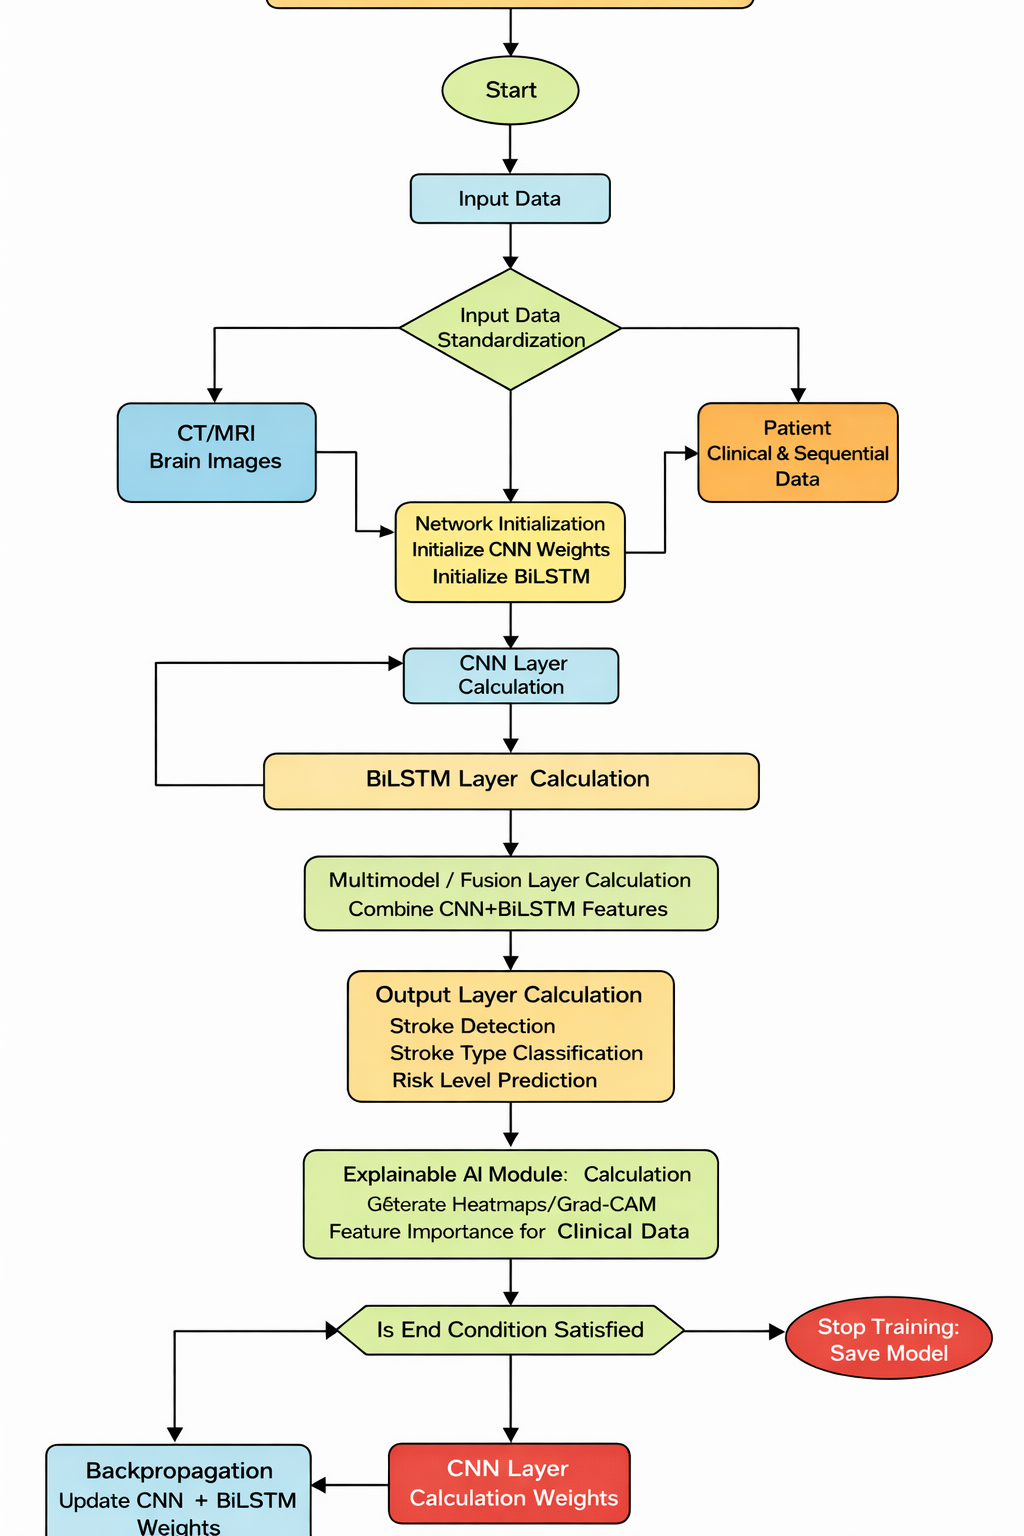 Start
Input Data
Input Data
Standardization
CT/MRI
Brain Images
Patient
Clinical & Sequential
Data
Network Initialization
Initialize CNN Weights
Initialize BiLSTM
CNN Layer
Calculation
BiLSTM Layer Calculation
Multimodel / Fusion Layer Calculation
Combine CNN+BiLSTM Features
Output Layer Calculation
Stroke Detection
Stroke Type Classification
Risk Level Prediction
Explainable AI Module: Calculation
Heatmaps/Grad-CAM
Feature Importance for Clinical Data
Is End Condition Satisfied
Stop Training:
Save Model
Backpropagation
Update CNN + BiLSTM
Weights
CNN Layer
Calculation Weights